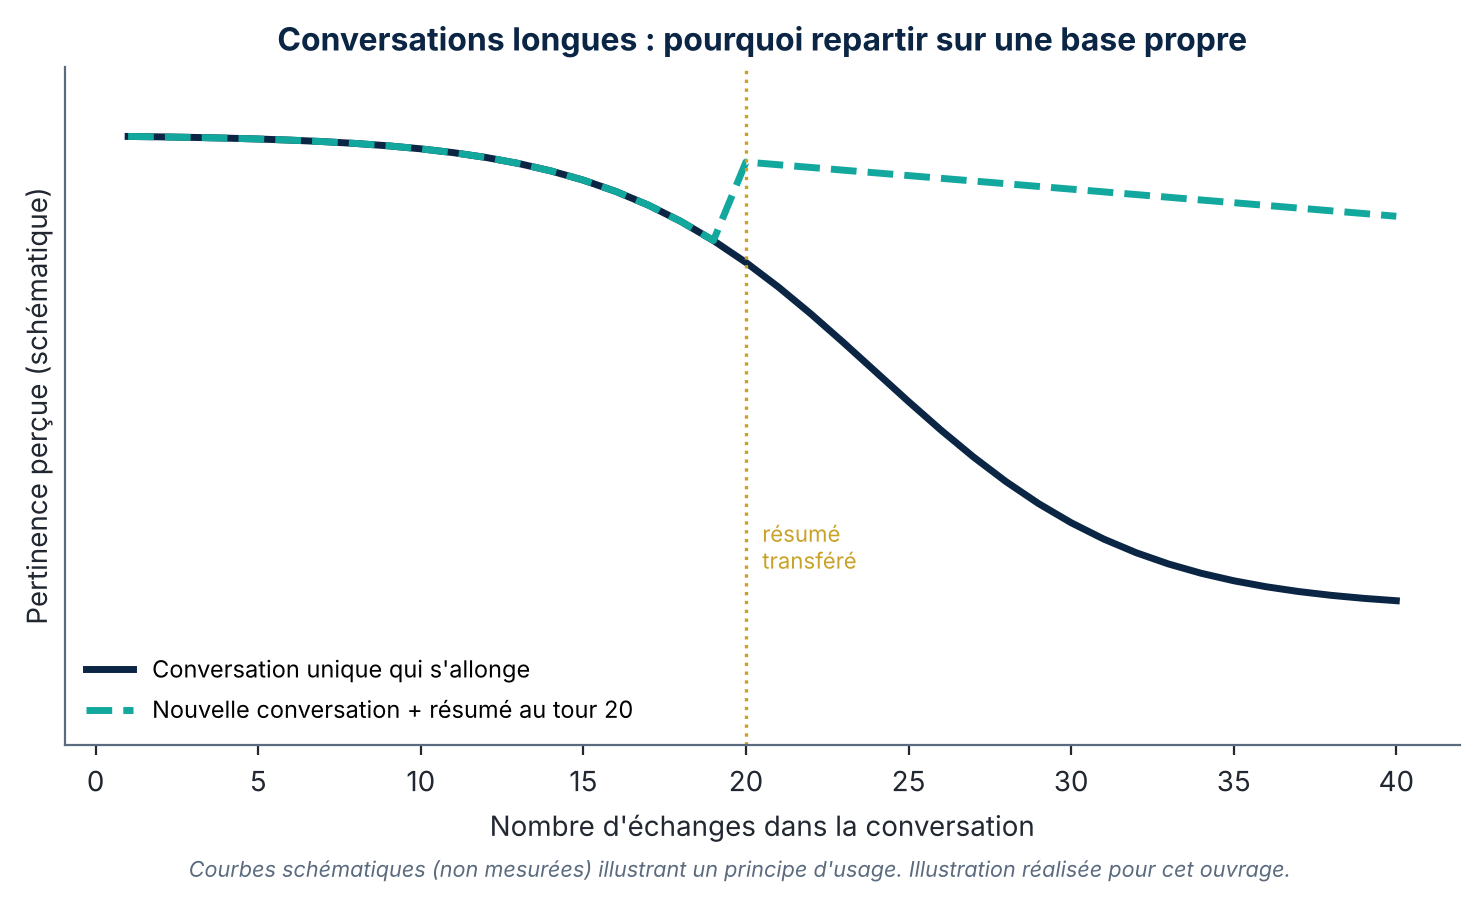 Conversations longues : pourquoi repartir sur une base propre
Pertinence perçue (schématique)
résumé
transféré
Conversation unique qui s'allonge
Nouvelle conversation + résumé au tour 20
0 5 10 15 20 25 30 35 40
Nombre d'échanges dans la conversation
Courbes schématiques (non mesurées) illustrant un principe d'usage. Illustration réalisée pour cet ouvrage.